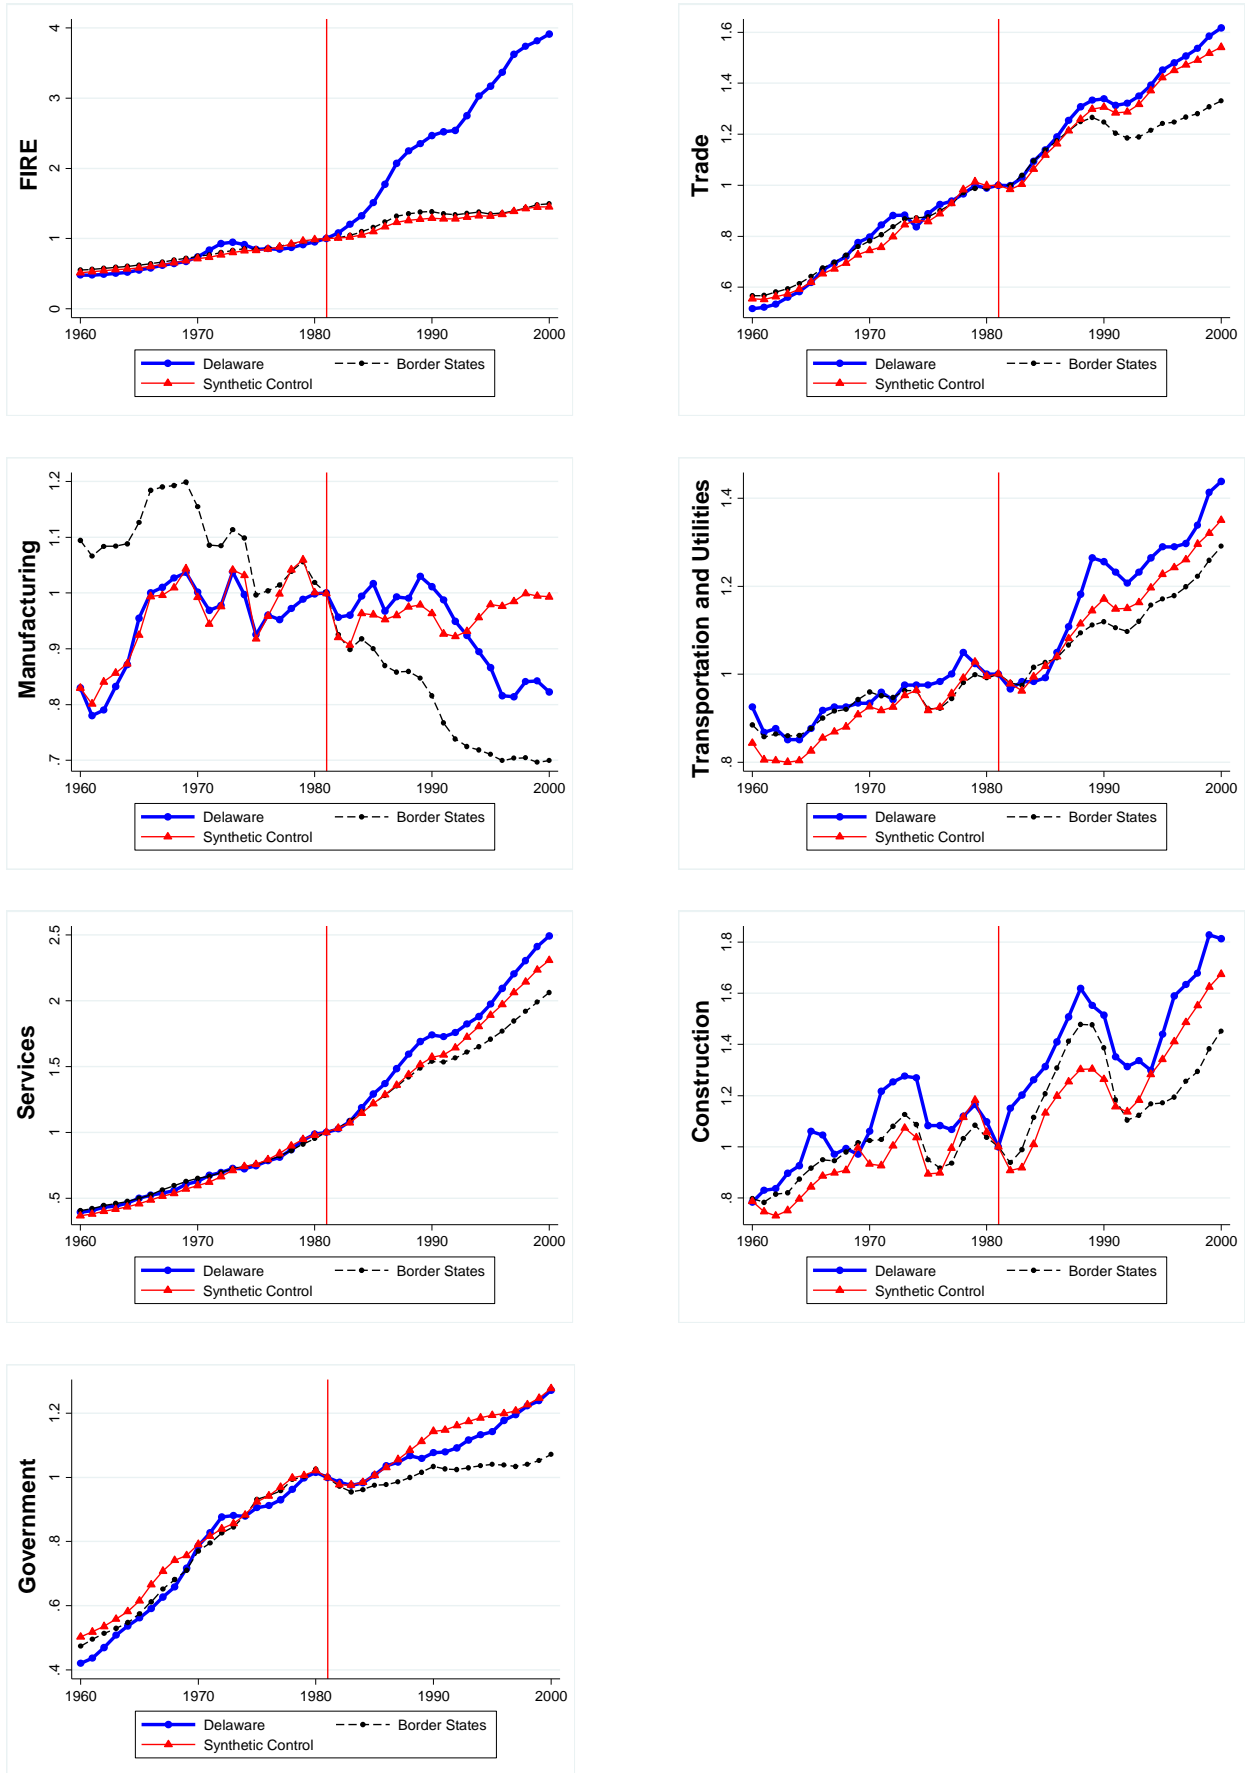 FIRE
4
3
2
1
0
1960 1970 1980 1990 2000
Delaware Border States
Synthetic Control
Trade
1.6
1.4
1.2
1
.8
.6
1960 1970 1980 1990 2000
Delaware Border States
Synthetic Control
Manufacturing
1.2
1.1
1
.9
.8
.7
1960 1970 1980 1990 2000
Delaware Border States
Synthetic Control
Transportation and Utilities
1.4
1.2
1
.8
1960 1970 1980 1990 2000
Delaware Border States
Synthetic Control
Services
2.5
2
1.5
1
.5
1960 1970 1980 1990 2000
Delaware Border States
Synthetic Control
Construction
1.8
1.6
1.4
1.2
1
.8
1960 1970 1980 1990 2000
Delaware Border States
Synthetic Control
Government
1.2
1
.8
.6
.4
1960 1970 1980 1990 2000
Delaware Border States
Synthetic Control